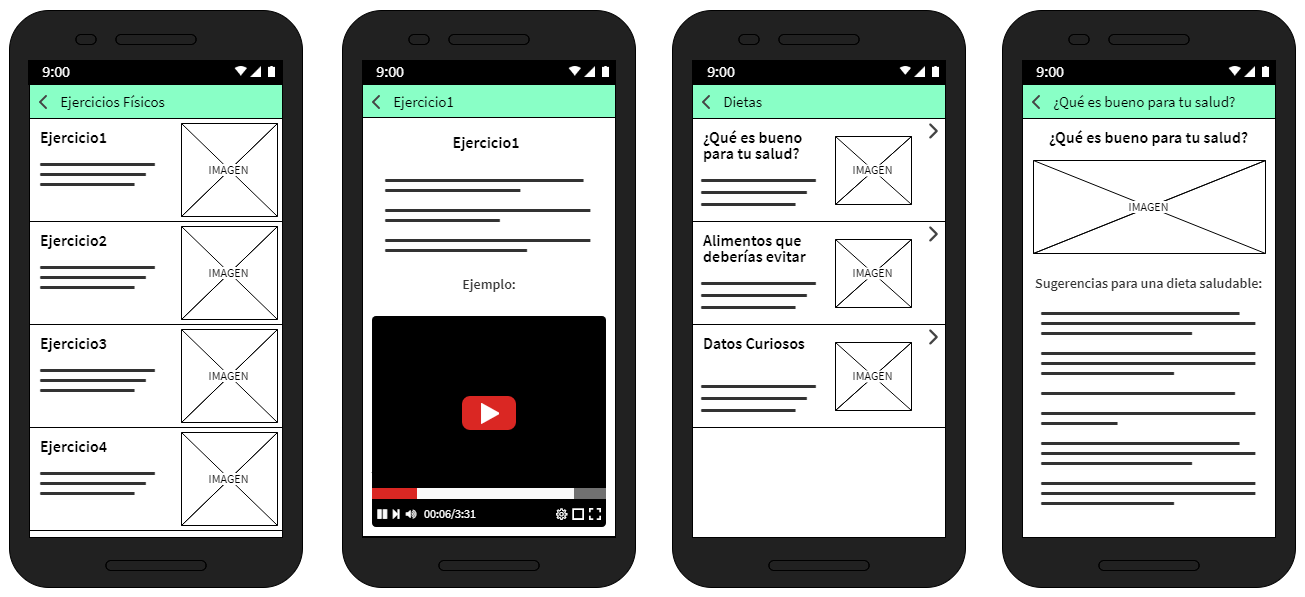 9:00
Ejercicios Físicos
Ejercicio1
IMAGEN
Ejercicio2
IMAGEN
Ejercicio3
IMAGEN
Ejercicio4
IMAGEN
9:00
Ejercicio1
Ejercicio1
Ejemplo:
00:06/3:31
9:00
Dietas
¿Qué es bueno
para tu salud?
IMAGEN
Alimentos que
deberías evitar
IMAGEN
Datos Curiosos
IMAGEN
9:00
¿Qué es bueno para tu salud?
¿Qué es bueno para tu salud?
IMAGEN
Sugerencias para una dieta saludable: